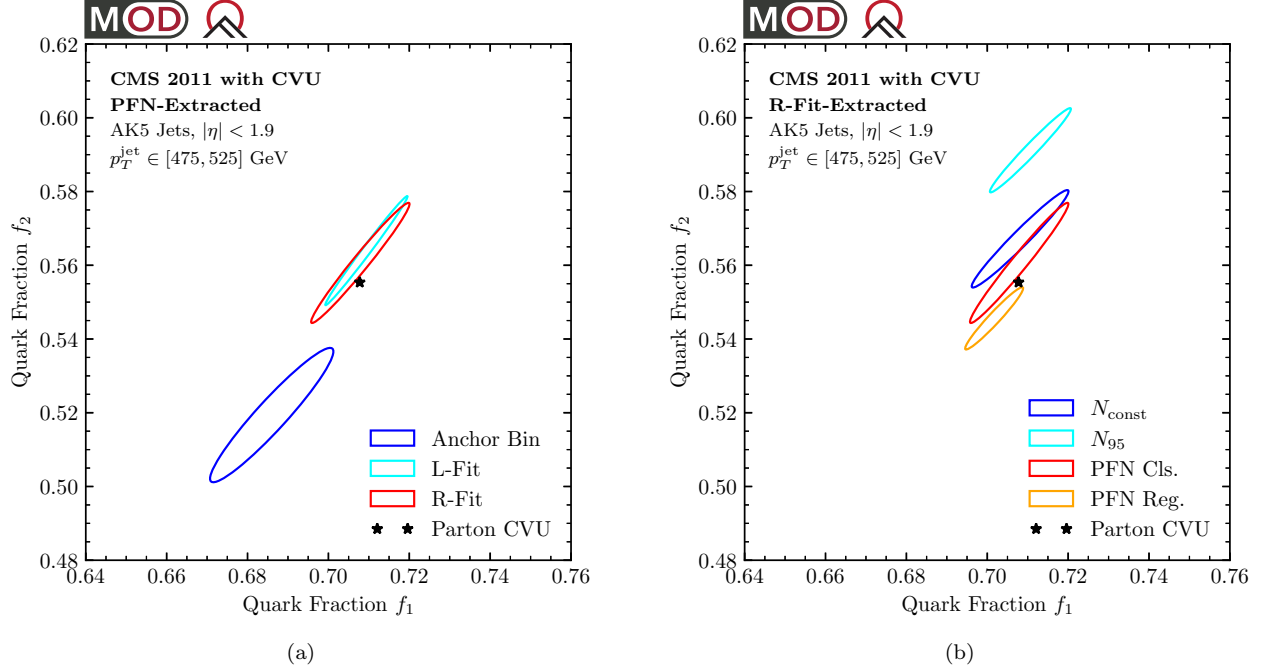 MOD
0.62
0.60
0.58
0.56
0.54
0.52
0.50
0.48
Quark Fraction f₂
CMS 2011 with CVU
PFN-Extracted
AK5 Jets, |η| < 1.9
p_T^jet ∈ [475, 525] GeV
Anchor Bin
L-Fit
R-Fit
Parton CVU
0.64 0.66 0.68 0.70 0.72 0.74 0.76
Quark Fraction f₁
(a)
MOD
0.62
0.60
0.58
0.56
0.54
0.52
0.50
0.48
Quark Fraction f₂
CMS 2011 with CVU
R-Fit-Extracted
AK5 Jets, |η| < 1.9
p_T^jet ∈ [475, 525] GeV
N_const
N₉₅
PFN Cls.
PFN Reg.
Parton CVU
0.64 0.66 0.68 0.70 0.72 0.74 0.76
Quark Fraction f₁
(b)